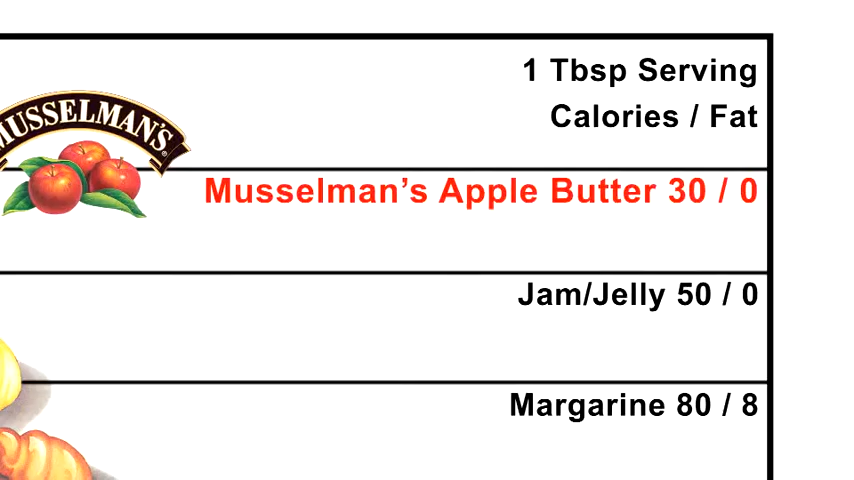 1 Tbsp Serving
Calories / Fat
MUSSELMAN'S®
Musselman's Apple Butter 30 / 0
Jam/Jelly 50 / 0
Margarine 80 / 8